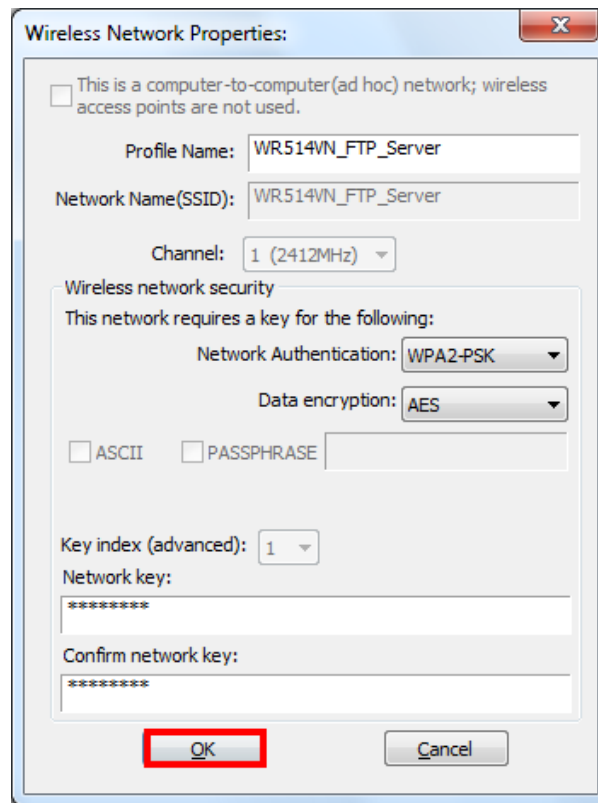 Wireless Network Properties:
This is a computer-to-computer(ad hoc) network; wireless
access points are not used.
Profile Name: WR514VN_FTP_Server
Network Name(SSID): WR514VN_FTP_Server
Channel: 1 (2412MHz)
Wireless network security
This network requires a key for the following:
Network Authentication: WPA2-PSK
Data encryption: AES
ASCII PASSPHRASE
Key index (advanced): 1
Network key:
********
Confirm network key:
********
OK Cancel